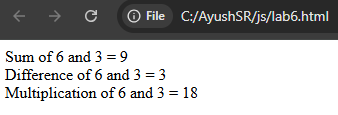 File C:/AyushSR/js/lab6.html
Sum of 6 and 3 = 9
Difference of 6 and 3 = 3
Multiplication of 6 and 3 = 18